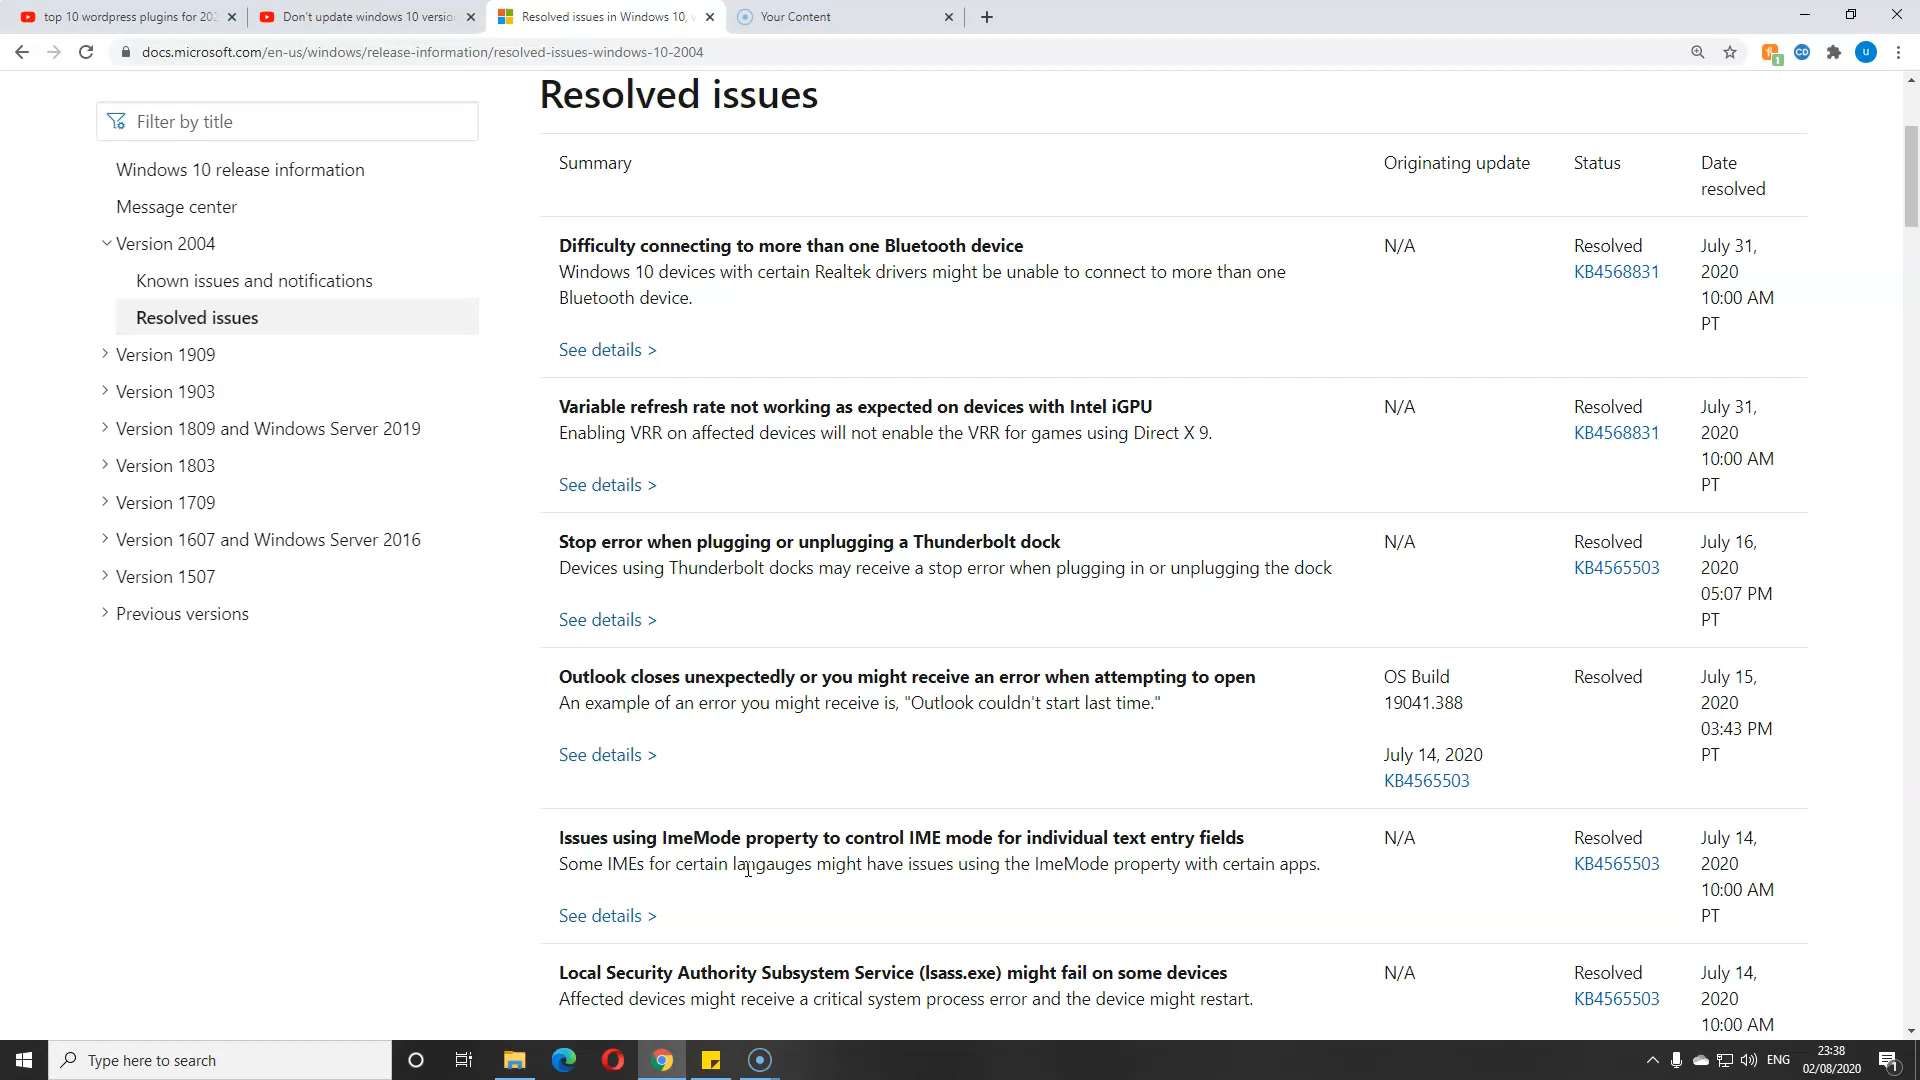 top 10 wordpress plugins for 202
Don't update windows 10 versio
Resolved issues in Windows 10, v
Your Content
docs.microsoft.com/en-us/windows/release-information/resolved-issues-windows-10-2004
1
CD
U
Filter by title
Windows 10 release information
Message center
Version 2004
Known issues and notifications
Resolved issues
Version 1909
Version 1903
Version 1809 and Windows Server 2019
Version 1803
Version 1709
Version 1607 and Windows Server 2016
Version 1507
Previous versions
Resolved issues
Summary
Originating update
Status
Date
resolved
Difficulty connecting to more than one Bluetooth device
Windows 10 devices with certain Realtek drivers might be unable to connect to more than one
Bluetooth device.
See details >
N/A
Resolved
KB4568831
July 31,
2020
10:00 AM
PT
Variable refresh rate not working as expected on devices with Intel iGPU
Enabling VRR on affected devices will not enable the VRR for games using Direct X 9.
See details >
N/A
Resolved
KB4568831
July 31,
2020
10:00 AM
PT
Stop error when plugging or unplugging a Thunderbolt dock
Devices using Thunderbolt docks may receive a stop error when plugging in or unplugging the dock
See details >
N/A
Resolved
KB4565503
July 16,
2020
05:07 PM
PT
Outlook closes unexpectedly or you might receive an error when attempting to open
An example of an error you might receive is, "Outlook couldn't start last time."
See details >
OS Build
19041.388
July 14, 2020
KB4565503
Resolved
July 15,
2020
03:43 PM
PT
Issues using ImeMode property to control IME mode for individual text entry fields
Some IMEs for certain langauges might have issues using the ImeMode property with certain apps.
See details >
N/A
Resolved
KB4565503
July 14,
2020
10:00 AM
PT
Local Security Authority Subsystem Service (lsass.exe) might fail on some devices
Affected devices might receive a critical system process error and the device might restart.
N/A
Resolved
KB4565503
July 14,
2020
10:00 AM
Type here to search
ENG
23:38
02/08/2020
1